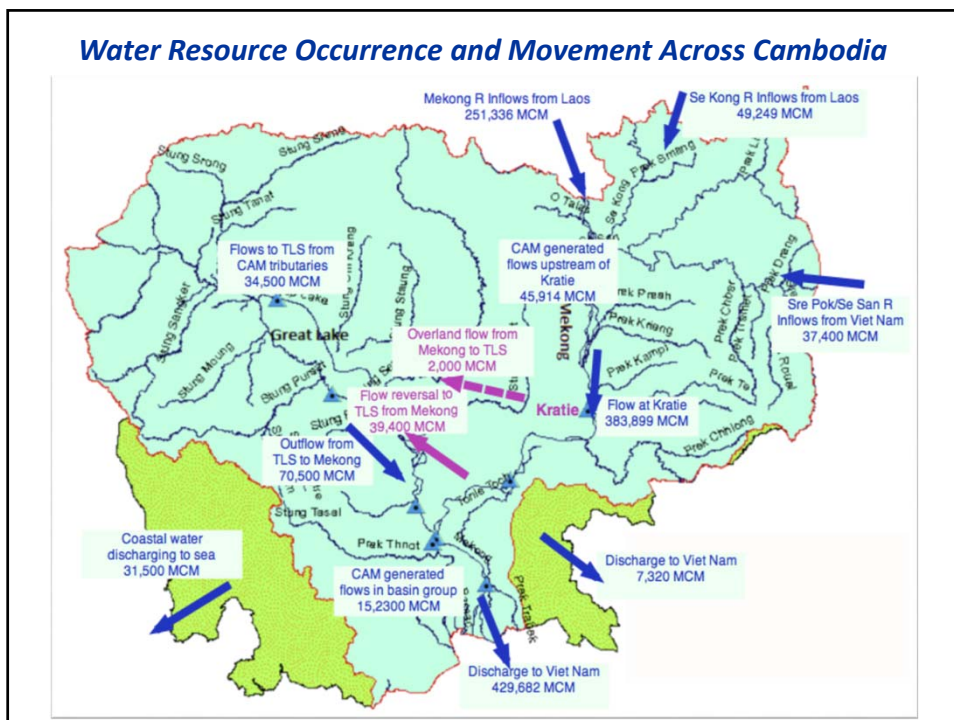 Water Resource Occurrence and Movement Across Cambodia
Mekong R Inflows from Laos
251,336 MCM
Se Kong R Inflows from Laos
49,249 MCM
Stung Sreng
Stung Srong
Stung Tanat
Prek Smang
O Talas
Se Kong
Flows to TLS from
CAM tributaries
34,500 MCM
CAM generated
flows upstream of
Kratie
45,914 MCM
Prek Drang
Stung Sangker
Stung Staung
Great Lake
Mekong
Prek Preah
Prek Krieng
Prek Kampi
Prek Chbar
Prek Te
Sre Pok/Se San R
Inflows from Viet Nam
37,400 MCM
Stung Moung
Stung Pursat
Overland flow from
Mekong to TLS
2,000 MCM
Flow reversal to
TLS from Mekong
39,400 MCM
Kratie
Flow at Kratie
383,899 MCM
Prek Chhlong
Outflow from
TLS to Mekong
70,500 MCM
Stung Tasal
Tonle Toch
Prek Thnot
Mekong
Coastal water
discharging to sea
31,500 MCM
CAM generated
flows in basin group
15,2300 MCM
Prek Trabek
Discharge to Viet Nam
7,320 MCM
Discharge to Viet Nam
429,682 MCM